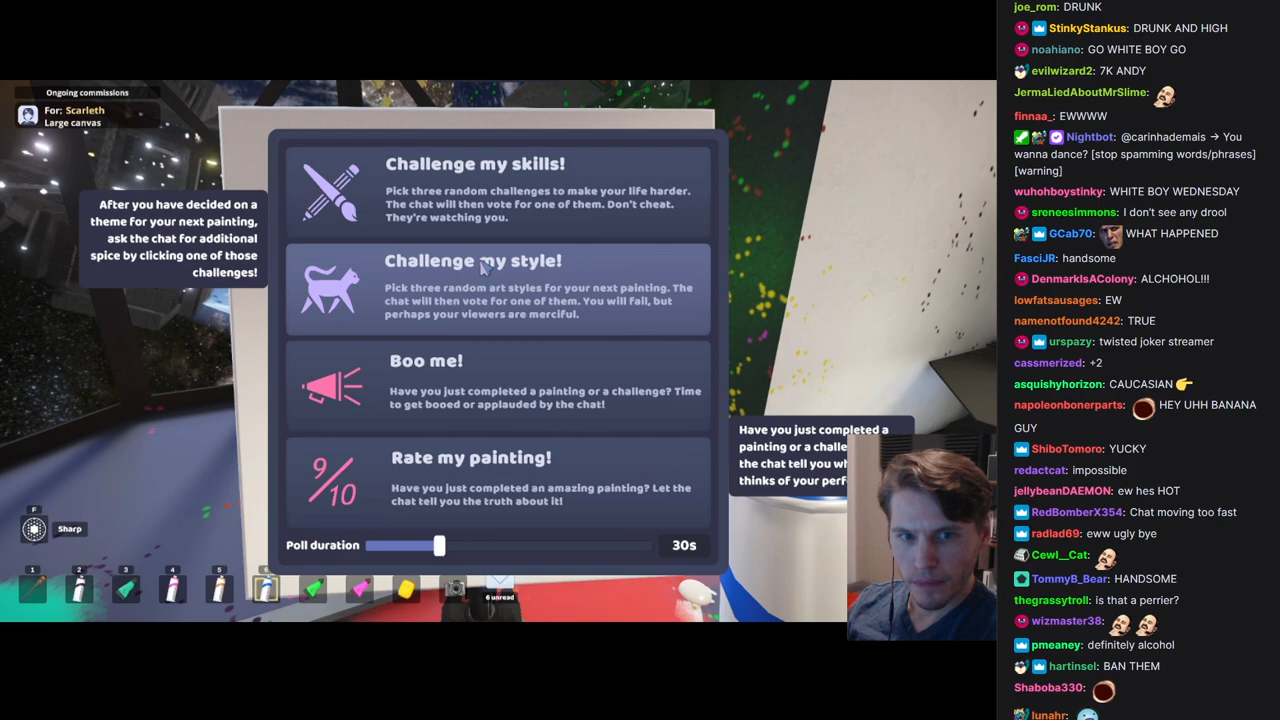 Ongoing commissions
For: Scarleth
Large canvas
After you have decided on a
theme for your next painting,
ask the chat for additional
spice by clicking one of those
challenges!
Challenge my skills!
Pick three random challenges to make your life harder.
The chat will then vote for one of them. Don't cheat.
They're watching you.
Challenge my style!
Pick three random art styles for your next painting. The
chat will then vote for one of them. You will fail, but
perhaps your viewers are merciful.
Boo me!
Have you just completed a painting or a challenge? Time
to get booed or applauded by the chat!
9/10
Rate my painting!
Have you just completed an amazing painting? Let the
chat tell you the truth about it!
Poll duration
30s
Have you just completed a
painting or a challe
the chat tell you wh
thinks of your perf
F
Sharp
1
2
3
4
5
6
6 unread
joe_rom: DRUNK
StinkyStankus: DRUNK AND HIGH
noahiano: GO WHITE BOY GO
evilwizard2: 7K ANDY
JermaLiedAboutMrSlime:
finnaa_: EWWWW
Nightbot: @carinhademais → You
wanna dance? [stop spamming words/phrases]
[warning]
wuhohboystinky: WHITE BOY WEDNESDAY
sreneesimmons: I don't see any drool
GCab70: WHAT HAPPENED
FasciJR: handsome
DenmarkIsAColony: ALCHOHOL!!!
lowfatsausages: EW
namenotfound4242: TRUE
urspazy: twisted joker streamer
cassmerized: +2
asquishyhorizon: CAUCASIAN
napoleonbonerparts: HEY UHH BANANA
GUY
ShiboTomoro: YUCKY
redactcat: impossible
jellybeanDAEMON: ew hes HOT
RedBomberX354: Chat moving too fast
radlad69: eww ugly bye
Cewl__Cat:
TommyB_Bear: HANDSOME
thegrassytroll: is that a perrier?
wizmaster38:
pmeaney: definitely alcohol
hartinsel: BAN THEM
Shaboba330:
lunahr: